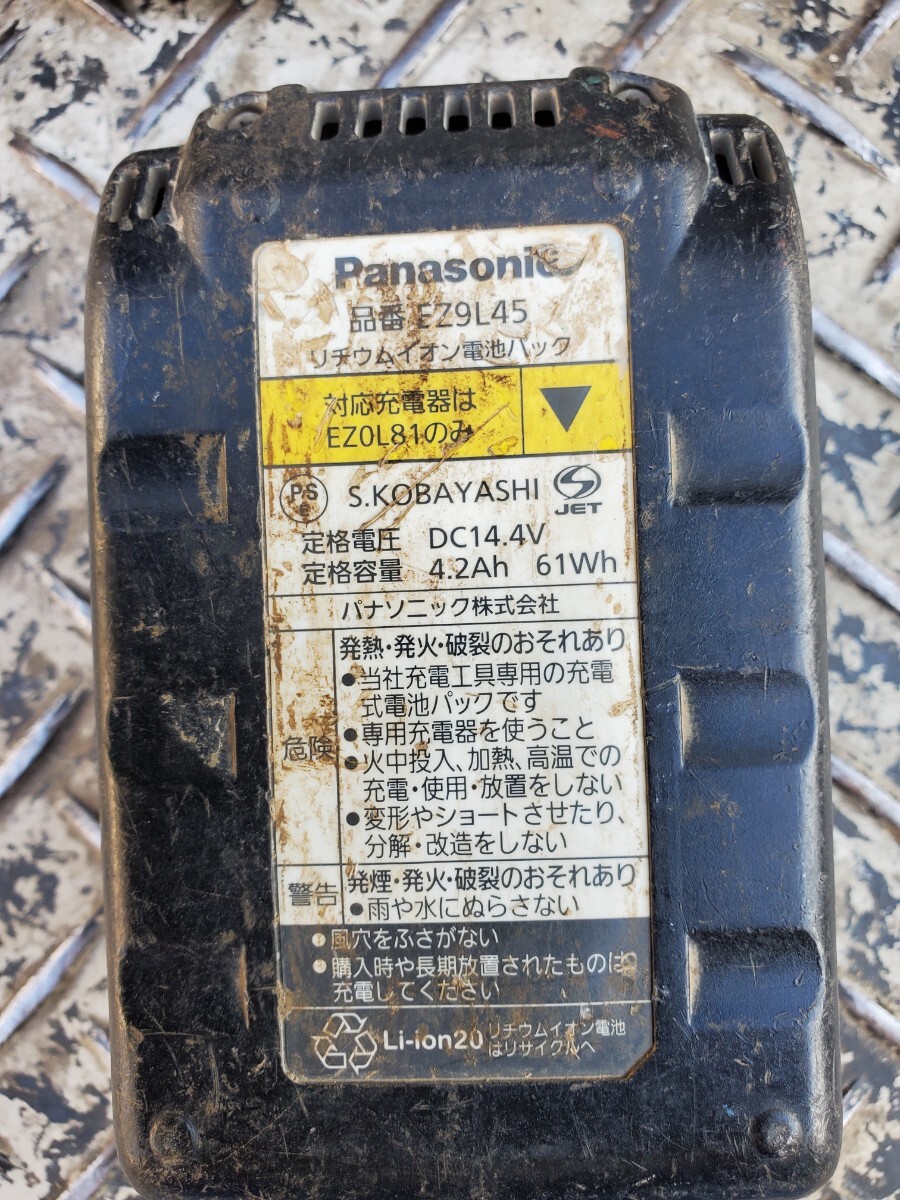 Panasonic
品番 EZ9L45
リチウムイオン電池パック
対応充電器は
EZ0L81のみ
PS
E
S.KOBAYASHI
JET
定格電圧 DC14.4V
定格容量 4.2Ah 61Wh
パナソニック株式会社
危険
発熱・発火・破裂のおそれあり
●当社充電工具専用の充電
式電池パックです
●専用充電器を使うこと
●火中投入、加熱、高温での
充電・使用・放置をしない
●変形やショートさせたり、
分解・改造をしない
警告
発煙・発火・破裂のおそれあり
●雨や水にぬらさない
●風穴をふさがない
●購入時や長期放置されたものは
充電してください
Li-ion20
リチウムイオン電池
はリサイクルへ